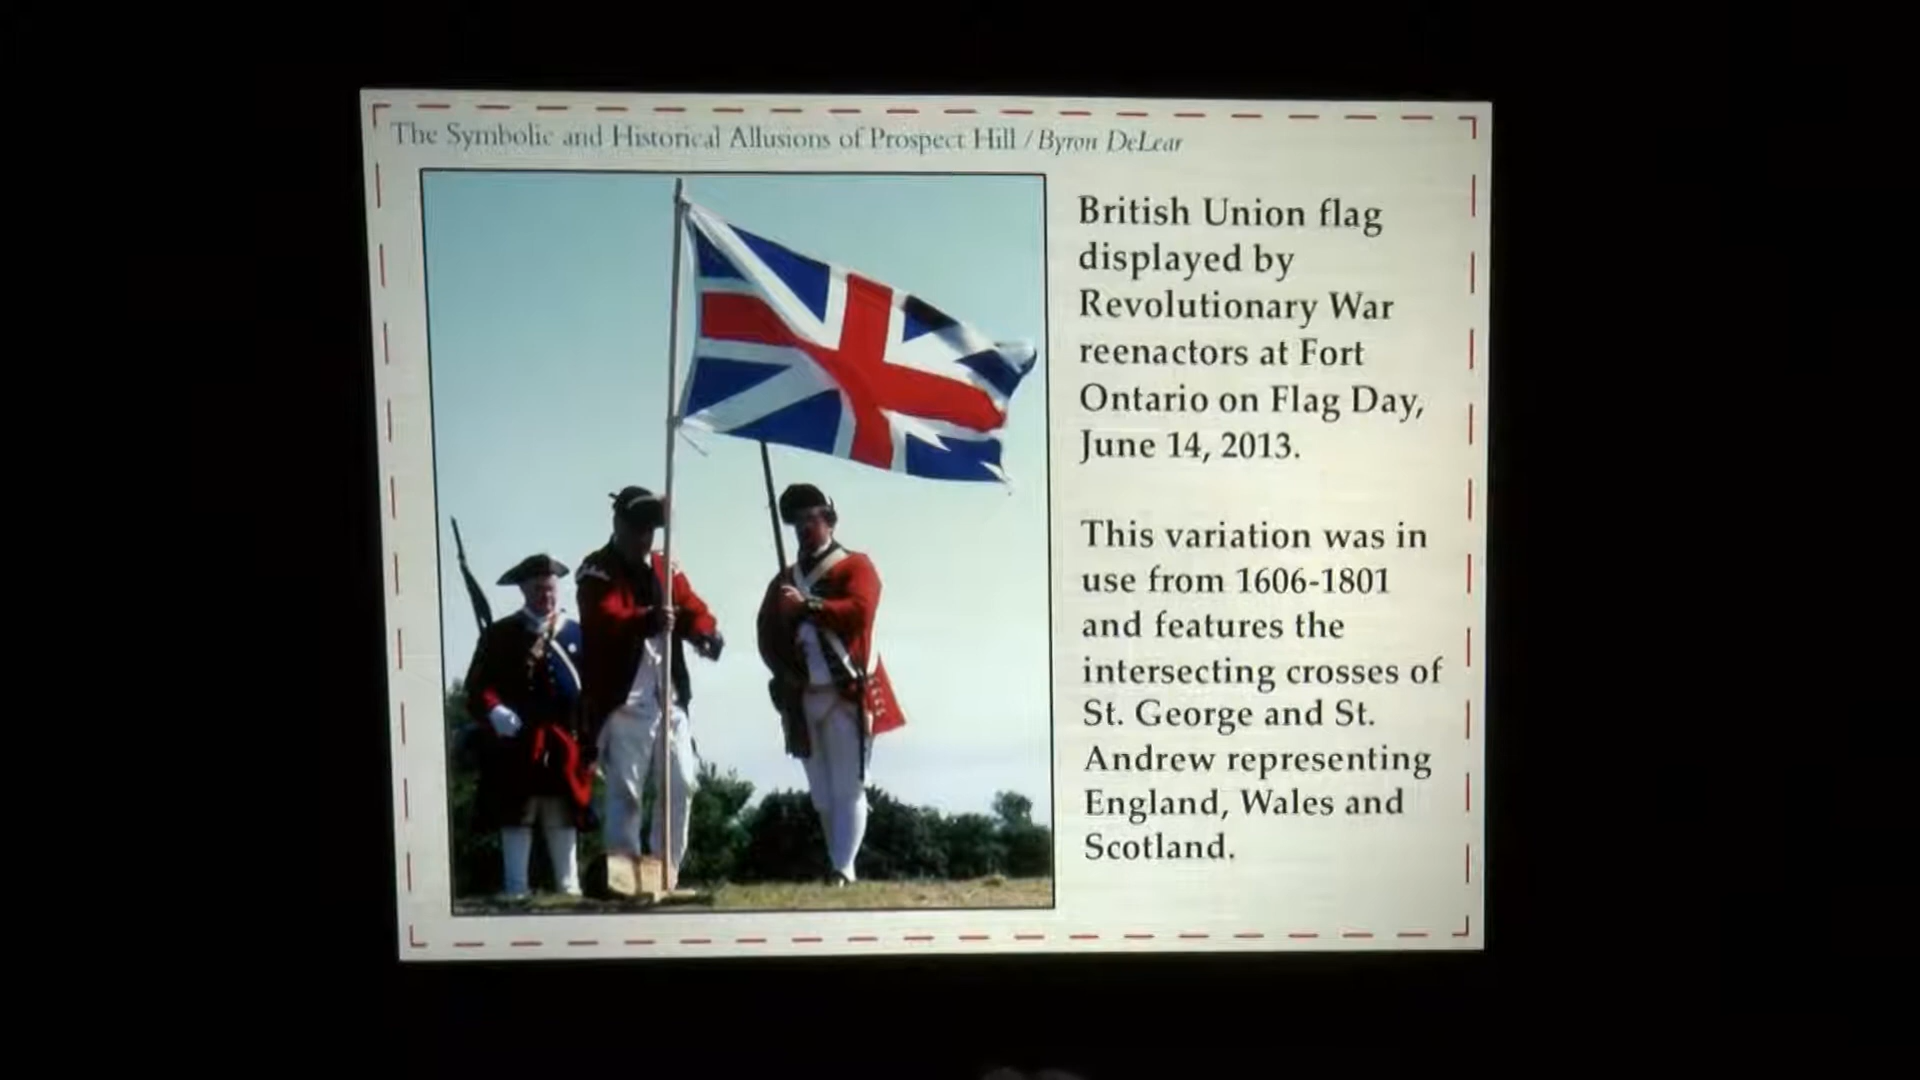 The Symbolic and Historical Allusions of Prospect Hill / Byron DeLear
British Union flag
displayed by
Revolutionary War
reenactors at Fort
Ontario on Flag Day,
June 14, 2013.
This variation was in
use from 1606-1801
and features the
intersecting crosses of
St. George and St.
Andrew representing
England, Wales and
Scotland.